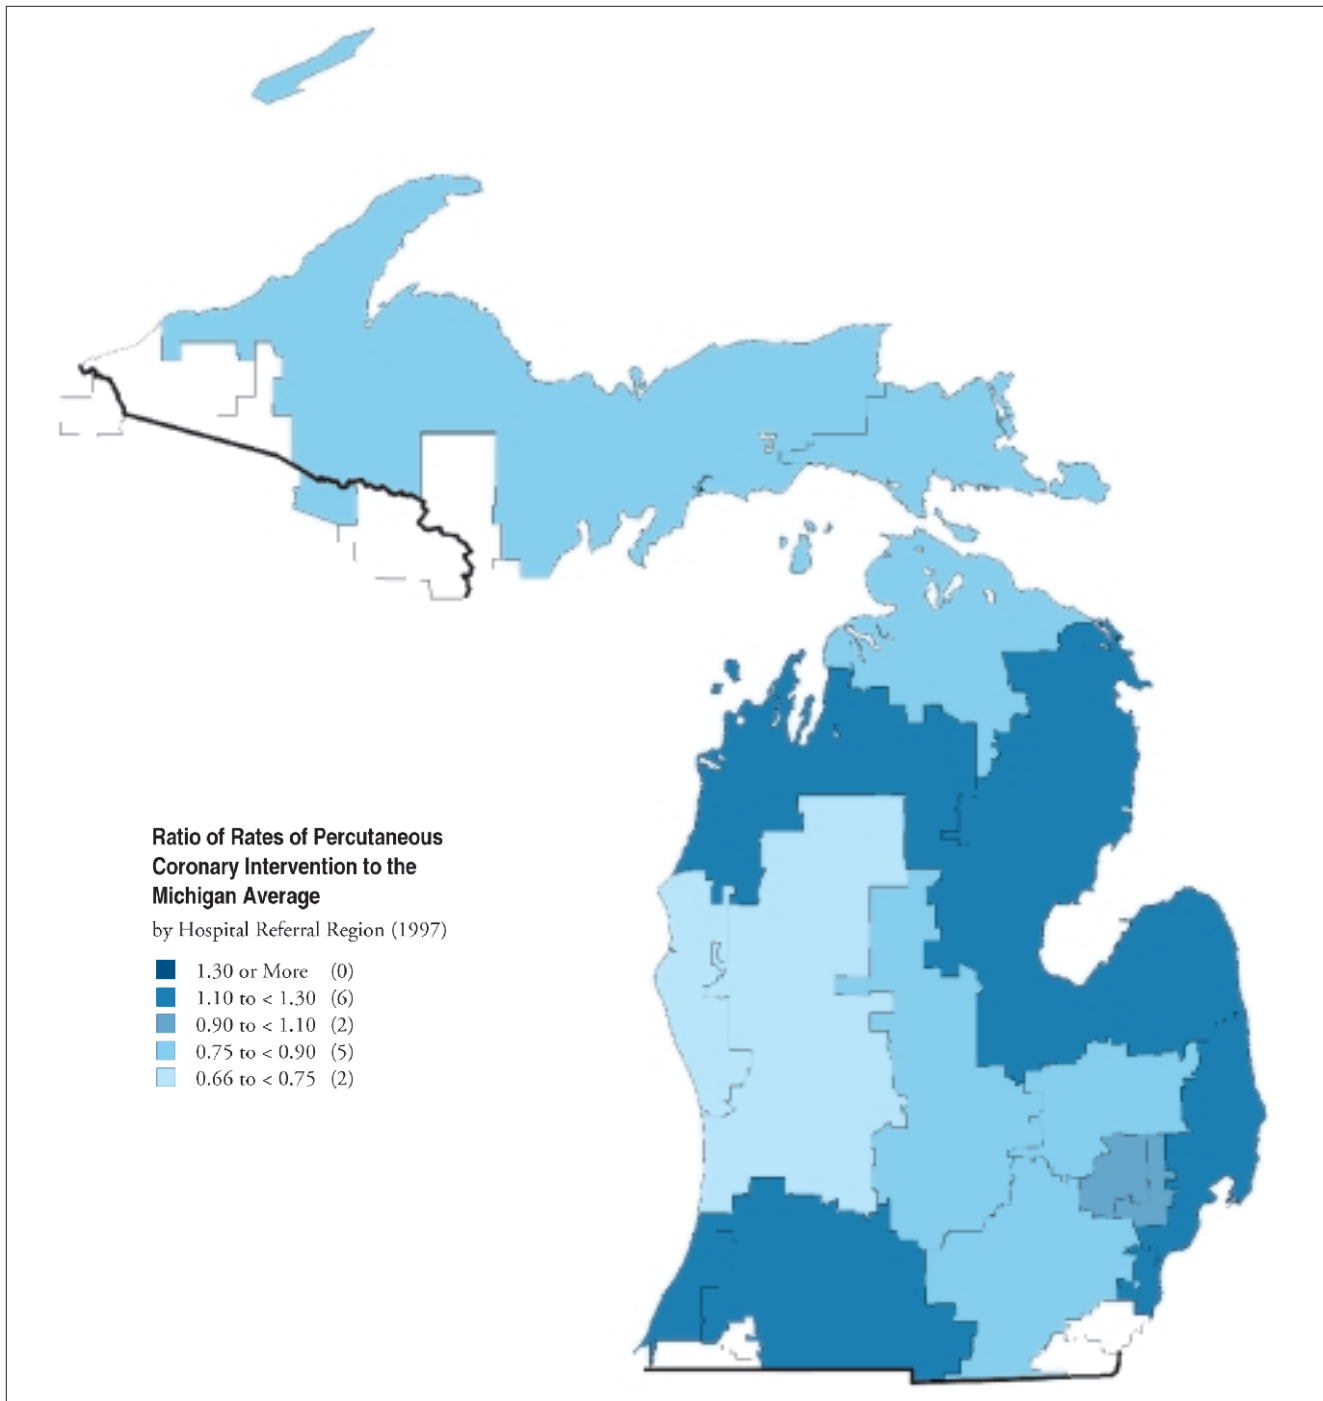 Ratio of Rates of Percutaneous
Coronary Intervention to the
Michigan Average
by Hospital Referral Region (1997)
1.30 or More (0)
1.10 to < 1.30 (6)
0.90 to < 1.10 (2)
0.75 to < 0.90 (5)
0.66 to < 0.75 (2)